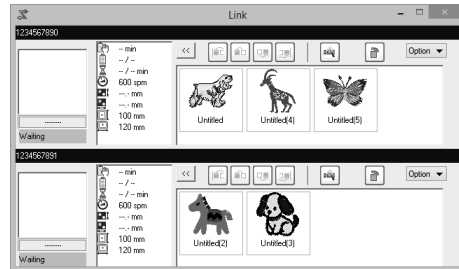 Link
1234567890
-- min
-- / --
-- / -- min
600 spm
---.- mm
---.- mm
100 mm
120 mm
--------
Waiting
<<
Option
Untitled
Untitled(4)
Untitled(5)
1234567891
-- min
-- / --
-- / -- min
600 spm
---.- mm
---.- mm
100 mm
120 mm
--------
Waiting
<<
Option
Untitled(2)
Untitled(3)